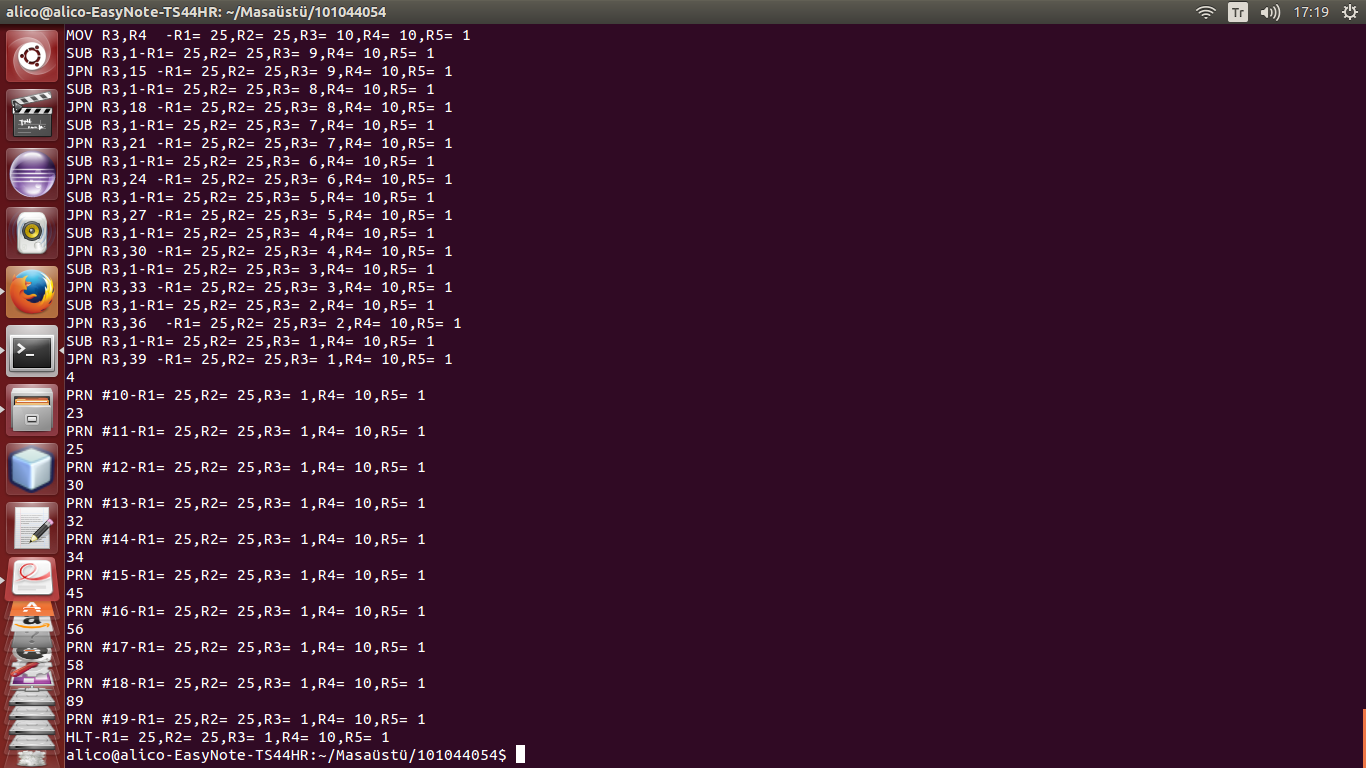 alico@alico-EasyNote-TS44HR: ~/Masaüstü/101044054
Tr
17:19
MOV R3,R4  -R1= 25,R2= 25,R3= 10,R4= 10,R5= 1
SUB R3,1-R1= 25,R2= 25,R3= 9,R4= 10,R5= 1
JPN R3,15 -R1= 25,R2= 25,R3= 9,R4= 10,R5= 1
SUB R3,1-R1= 25,R2= 25,R3= 8,R4= 10,R5= 1
JPN R3,18 -R1= 25,R2= 25,R3= 8,R4= 10,R5= 1
SUB R3,1-R1= 25,R2= 25,R3= 7,R4= 10,R5= 1
JPN R3,21 -R1= 25,R2= 25,R3= 7,R4= 10,R5= 1
SUB R3,1-R1= 25,R2= 25,R3= 6,R4= 10,R5= 1
JPN R3,24 -R1= 25,R2= 25,R3= 6,R4= 10,R5= 1
SUB R3,1-R1= 25,R2= 25,R3= 5,R4= 10,R5= 1
JPN R3,27 -R1= 25,R2= 25,R3= 5,R4= 10,R5= 1
SUB R3,1-R1= 25,R2= 25,R3= 4,R4= 10,R5= 1
JPN R3,30 -R1= 25,R2= 25,R3= 4,R4= 10,R5= 1
SUB R3,1-R1= 25,R2= 25,R3= 3,R4= 10,R5= 1
JPN R3,33 -R1= 25,R2= 25,R3= 3,R4= 10,R5= 1
SUB R3,1-R1= 25,R2= 25,R3= 2,R4= 10,R5= 1
JPN R3,36  -R1= 25,R2= 25,R3= 2,R4= 10,R5= 1
SUB R3,1-R1= 25,R2= 25,R3= 1,R4= 10,R5= 1
JPN R3,39 -R1= 25,R2= 25,R3= 1,R4= 10,R5= 1
4
PRN #10-R1= 25,R2= 25,R3= 1,R4= 10,R5= 1
23
PRN #11-R1= 25,R2= 25,R3= 1,R4= 10,R5= 1
25
PRN #12-R1= 25,R2= 25,R3= 1,R4= 10,R5= 1
30
PRN #13-R1= 25,R2= 25,R3= 1,R4= 10,R5= 1
32
PRN #14-R1= 25,R2= 25,R3= 1,R4= 10,R5= 1
34
PRN #15-R1= 25,R2= 25,R3= 1,R4= 10,R5= 1
45
PRN #16-R1= 25,R2= 25,R3= 1,R4= 10,R5= 1
56
PRN #17-R1= 25,R2= 25,R3= 1,R4= 10,R5= 1
58
PRN #18-R1= 25,R2= 25,R3= 1,R4= 10,R5= 1
89
PRN #19-R1= 25,R2= 25,R3= 1,R4= 10,R5= 1
HLT-R1= 25,R2= 25,R3= 1,R4= 10,R5= 1
alico@alico-EasyNote-TS44HR:~/Masaüstü/101044054$